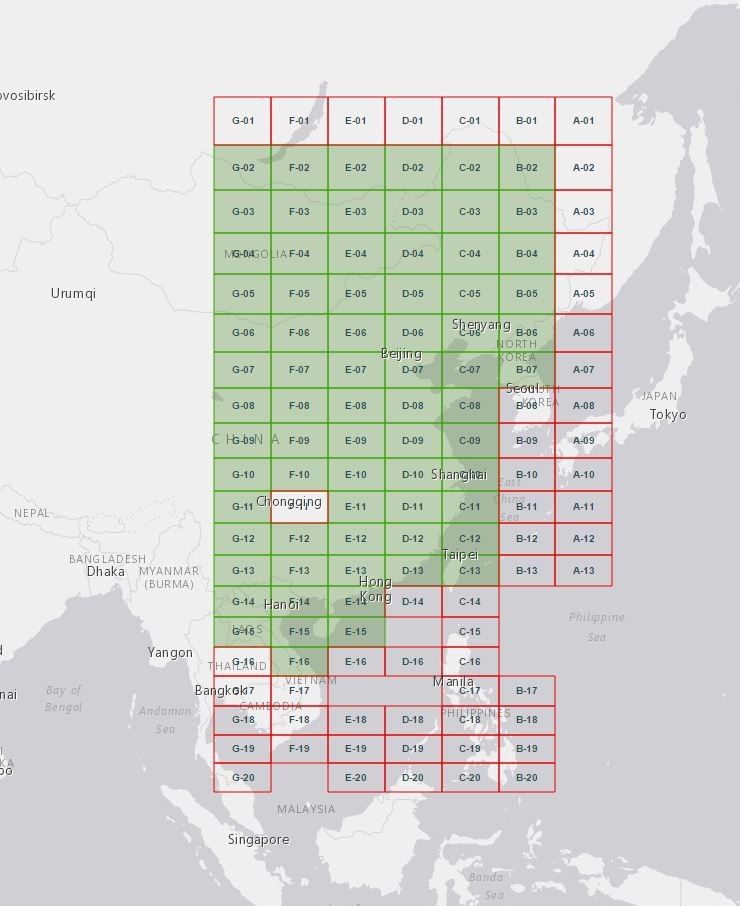 ovosibirsk
G-01 F-01 E-01 D-01 C-01 B-01 A-01
G-02 F-02 E-02 D-02 C-02 B-02 A-02
G-03 F-03 E-03 D-03 C-03 B-03 A-03
MONGOLIA
G-04 F-04 E-04 D-04 C-04 B-04 A-04
Urumqi
G-05 F-05 E-05 D-05 C-05 B-05 A-05
Shenyang
G-06 F-06 E-06 D-06 C-06 B-06 A-06
NORTH
KOREA
Beijing
G-07 F-07 E-07 D-07 C-07 B-07 A-07
Seoul
SOUTH
KOREA
JAPAN
Tokyo
G-08 F-08 E-08 D-08 C-08 B-08 A-08
CHINA
G-09 F-09 E-09 D-09 C-09 B-09 A-09
Shanghai
G-10 F-10 E-10 D-10 B-10 A-10
East
China
Sea
Chongqing
G-11 F-11 E-11 D-11 C-11 B-11 A-11
NEPAL
G-12 F-12 E-12 D-12 C-12 B-12 A-12
Taipei
BANGLADESH
Dhaka
MYANMAR
(BURMA)
G-13 F-13 E-13 D-13 C-13 B-13 A-13
Hong
Kong
Hanoi
G-14 F-14 E-14 D-14 C-14
Philippine
Sea
LAOS
G-15 F-15 E-15 C-15
Yangon
THAILAND
G-16 F-16 E-16 D-16 C-16
VIETNAM
Manila
Bay of
Bengal
Bangkok
G-17 F-17 C-17 B-17
nai
CAMBODIA
PHILIPPINES
Andaman
Sea
G-18 F-18 E-18 D-18 C-18 B-18
G-19 F-19 E-19 D-19 C-19 B-19
KA
bo
G-20 E-20 D-20 C-20 B-20
MALAYSIA
Singapore
Banda
Sea